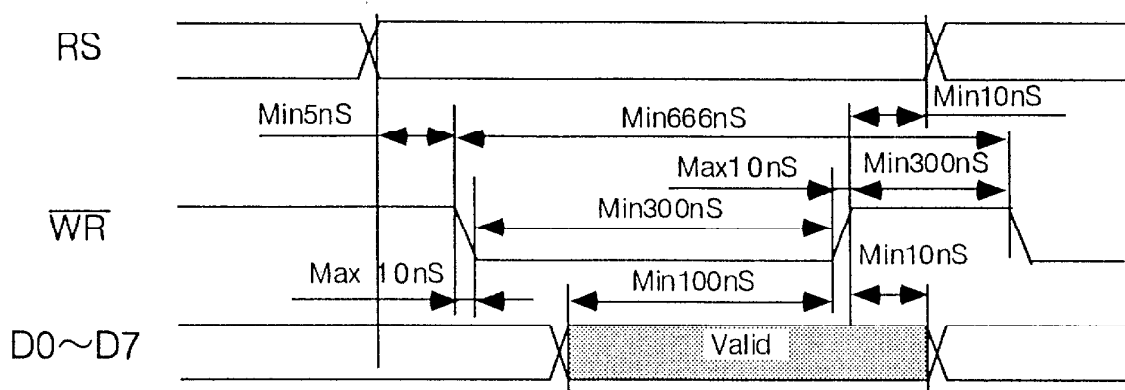 RS
Min5nS
Min666nS
Min10nS
Max10nS
Min300nS
WR
Min300nS
Max 10nS
Min100nS
Min10nS
D0～D7
Valid